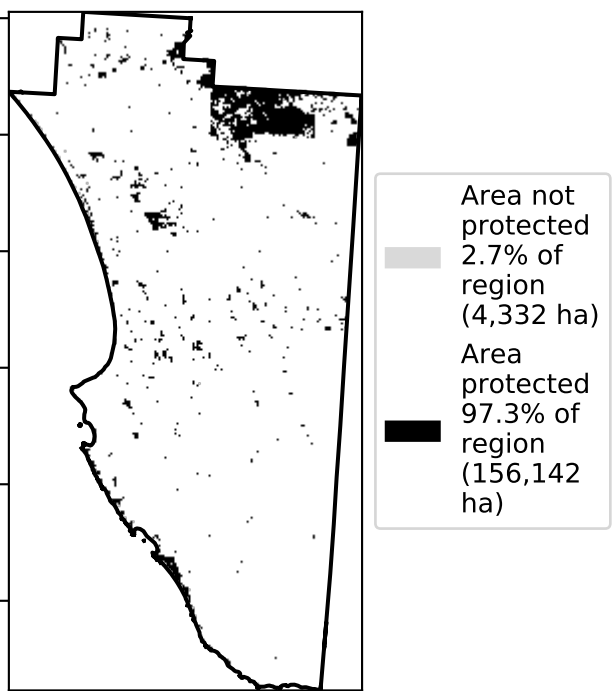 Area not
protected
2.7% of
region
(4,332 ha)
Area
protected
97.3% of
region
(156,142
ha)